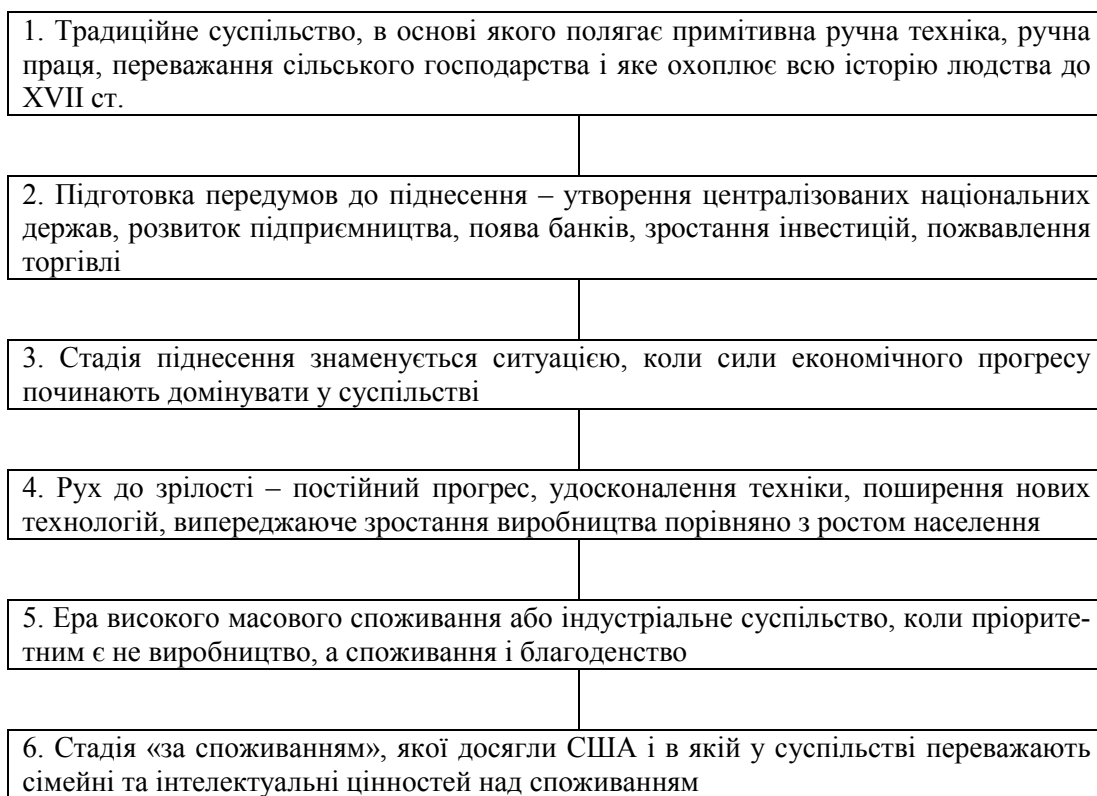 1. Традиційне суспільство, в основі якого полягає примітивна ручна техніка, ручна
праця, переважання сільського господарства і яке охоплює всю історію людства до
XVII ст.
2. Підготовка передумов до піднесення – утворення централізованих національних
держав, розвиток підприємництва, поява банків, зростання інвестицій, пожвавлення
торгівлі
3. Стадія піднесення знаменується ситуацією, коли сили економічного прогресу
починають домінувати у суспільстві
4. Рух до зрілості – постійний прогрес, удосконалення техніки, поширення нових
технологій, випереджаюче зростання виробництва порівняно з ростом населення
5. Ера високого масового споживання або індустріальне суспільство, коли пріорите-
тним є не виробництво, а споживання і благоденство
6. Стадія «за споживанням», якої досягли США і в якій у суспільстві переважають
сімейні та інтелектуальні цінностей над споживанням